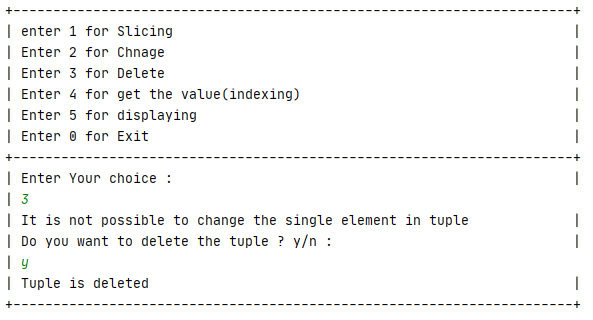 +----------------------------------------------------------------------+
| enter 1 for Slicing                                                  |
| Enter 2 for Chnage                                                   |
| Enter 3 for Delete                                                   |
| Enter 4 for get the value(indexing)                                  |
| Enter 5 for displaying                                               |
| Enter 0 for Exit                                                     |
+----------------------------------------------------------------------+
| Enter Your choice :                                                  |
| 3
| It is not possible to change the single element in tuple             |
| Do you want to delete the tuple ? y/n :                              |
| y
| Tuple is deleted                                                     |
+----------------------------------------------------------------------+